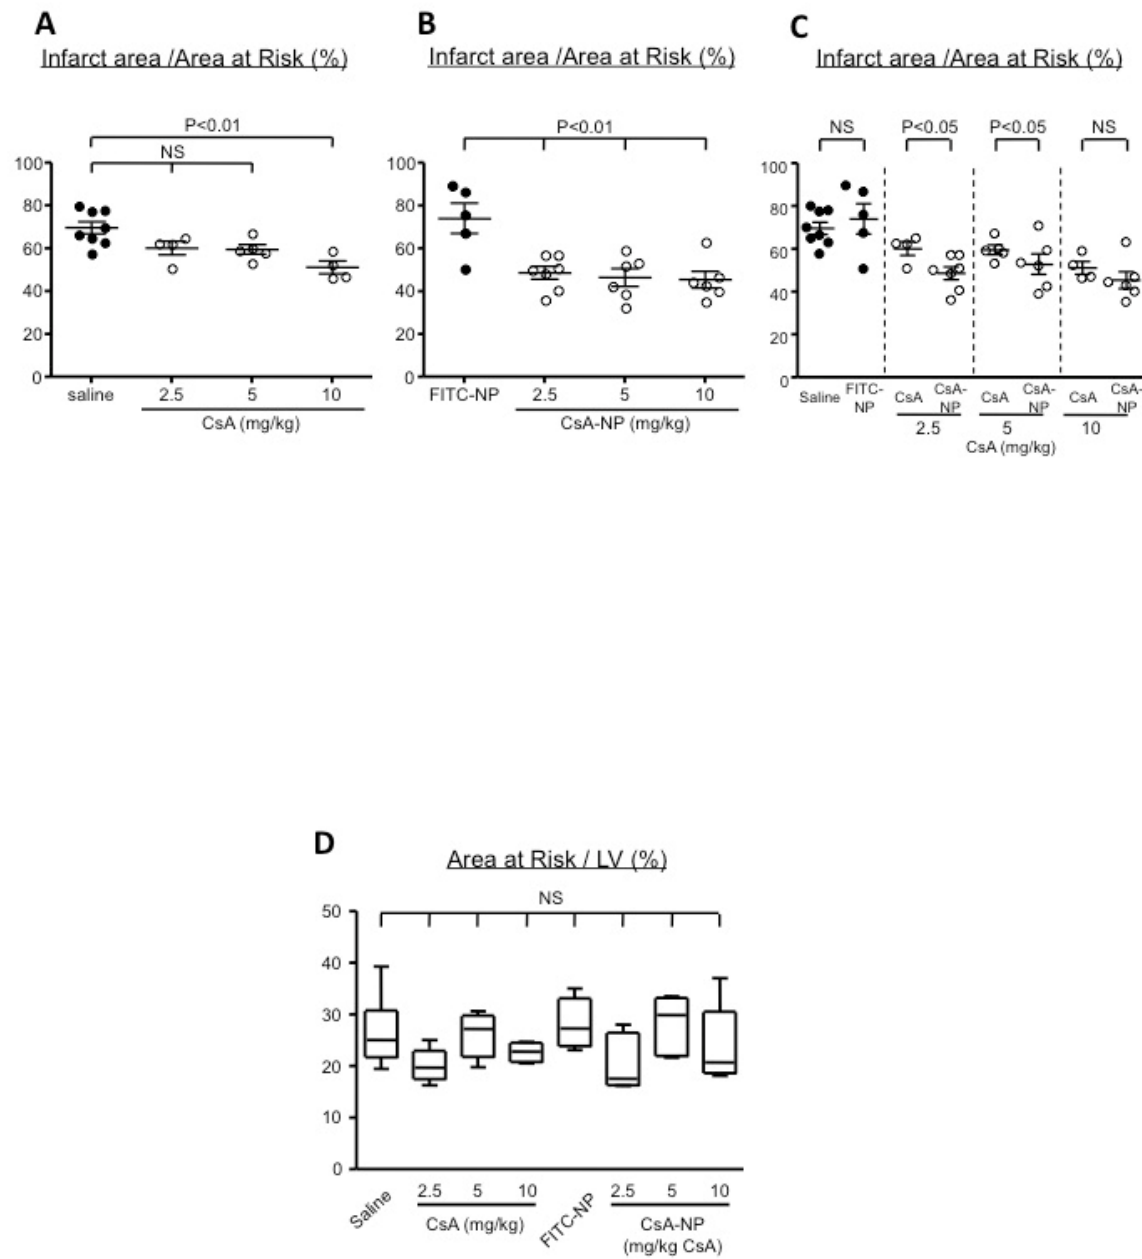 A
Infarct area /Area at Risk (%)
P<0.01
NS
100
80
60
40
20
0
saline
2.5
5
10
CsA (mg/kg)
B
Infarct area /Area at Risk (%)
P<0.01
100
80
60
40
20
0
FITC-NP
2.5
5
10
CsA-NP (mg/kg)
C
Infarct area /Area at Risk (%)
NS
P<0.05
P<0.05
NS
100
80
60
40
20
0
Saline
FITC-
NP
CsA
CsA-
NP
CsA
CsA-
NP
CsA
CsA-
NP
2.5
5
10
CsA (mg/kg)
D
Area at Risk / LV (%)
NS
50
40
30
20
10
0
Saline
2.5
5
10
CsA (mg/kg)
FITC-NP
2.5
5
10
CsA-NP
(mg/kg CsA)